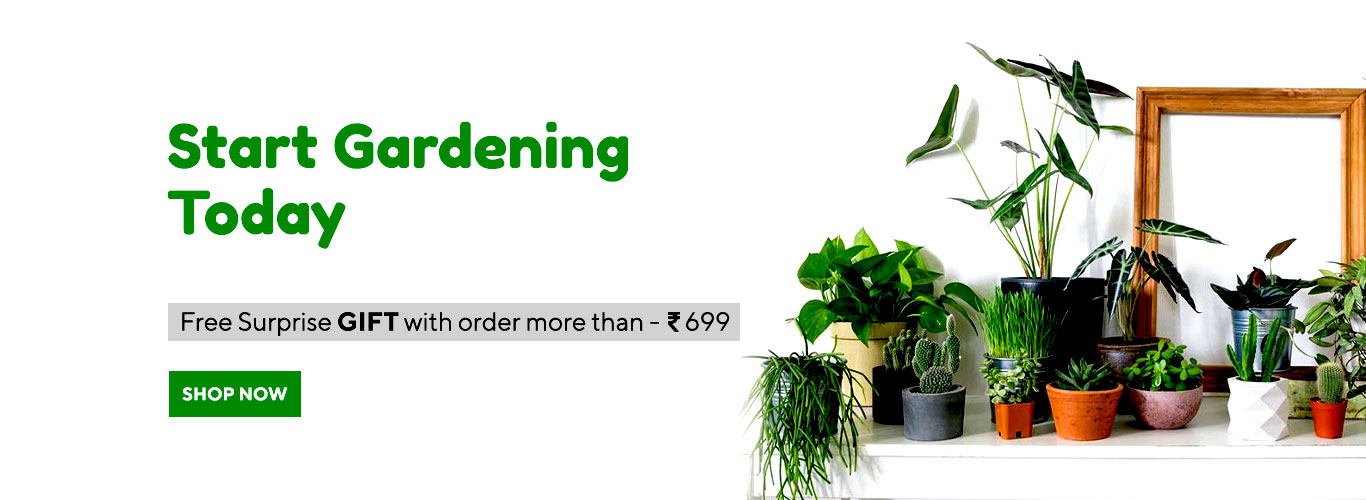 Start Gardening
Today
Free Surprise GIFT with order more than - ₹ 699
SHOP NOW